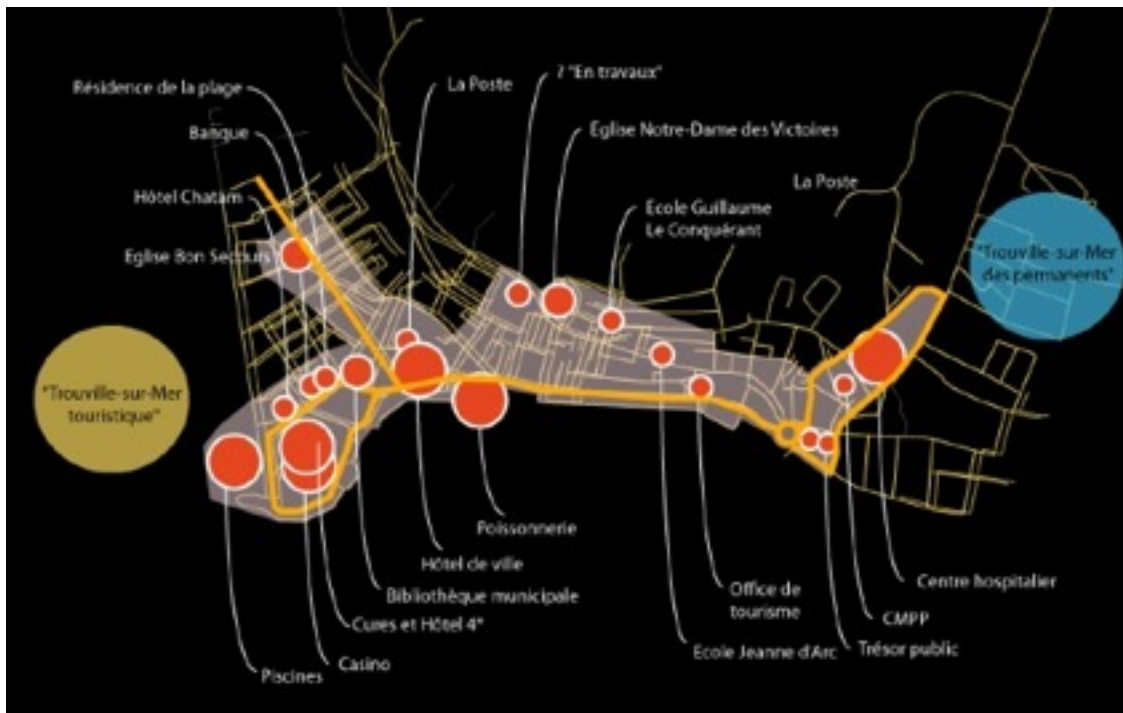 Résidence de la plage
La Poste
? "En travaux"
Banque
Eglise Notre-Dame des Victoires
Hôtel Chatam
La Poste
Ecole Guillaume
Le Conquérant
Eglise Bon Secours
"Trouville-sur-Mer
des permanents"
"Trouville-sur-Mer
touristique"
Poissonnerie
Hôtel de ville
Bibliothèque municipale
Cures et Hôtel 4*
Casino
Piscines
Office de
tourisme
Ecole Jeanne d'Arc
Trésor public
CMPP
Centre hospitalier